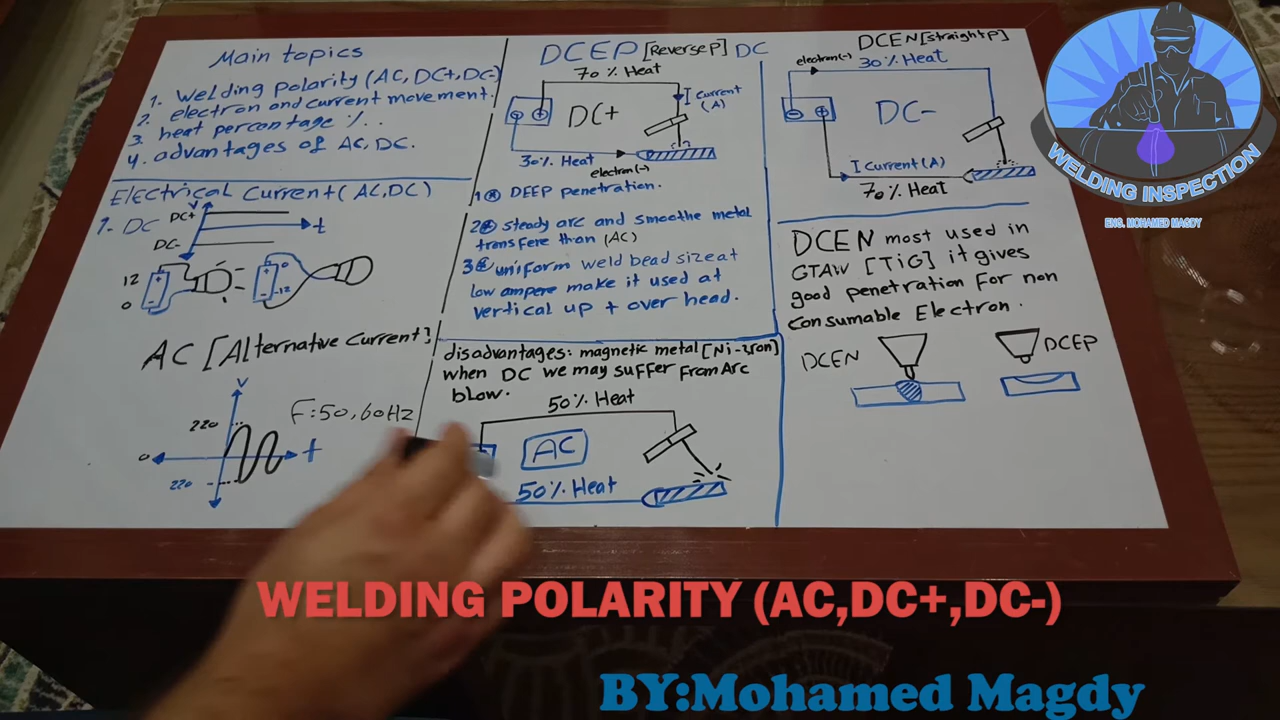 Main topics
1. Welding Polarity (AC, DC+, DC-)
2. electron and current movement.
3. heat percentage %..
4. advantages of AC, DC.
Electrical Current (AC, DC)
1. DC
DC+
V
t
DC-
12
0
0
12
AC [Alternative Current]
V
F:50,60Hz
220
0
t
220
DCEP [ReverseP] DC
70% Heat
I Current
(A)
DC+
- +
30% Heat
electron(-)
1 DEEP penetration.
2 steady arc and smoothe metal
transfere than (AC)
3 uniform weld bead size at
low ampere make it used at
vertical up + over head.
disadvantages: magnetic metal [Ni-iron]
when DC we may suffer From Arc
blow.
50% Heat
AC
50% Heat
DCEN [straight P]
electron(-)
30% Heat
DC-
- +
I Current (A)
70% Heat
DCEN most used in
GTAW [TiG] it gives
good penetration For non
Consumable Electron.
DCEN
DCEP
WELDING INSPECTION
ENG. MOHAMED MAGDY
WELDING POLARITY (AC,DC+,DC-)
BY:Mohamed Magdy